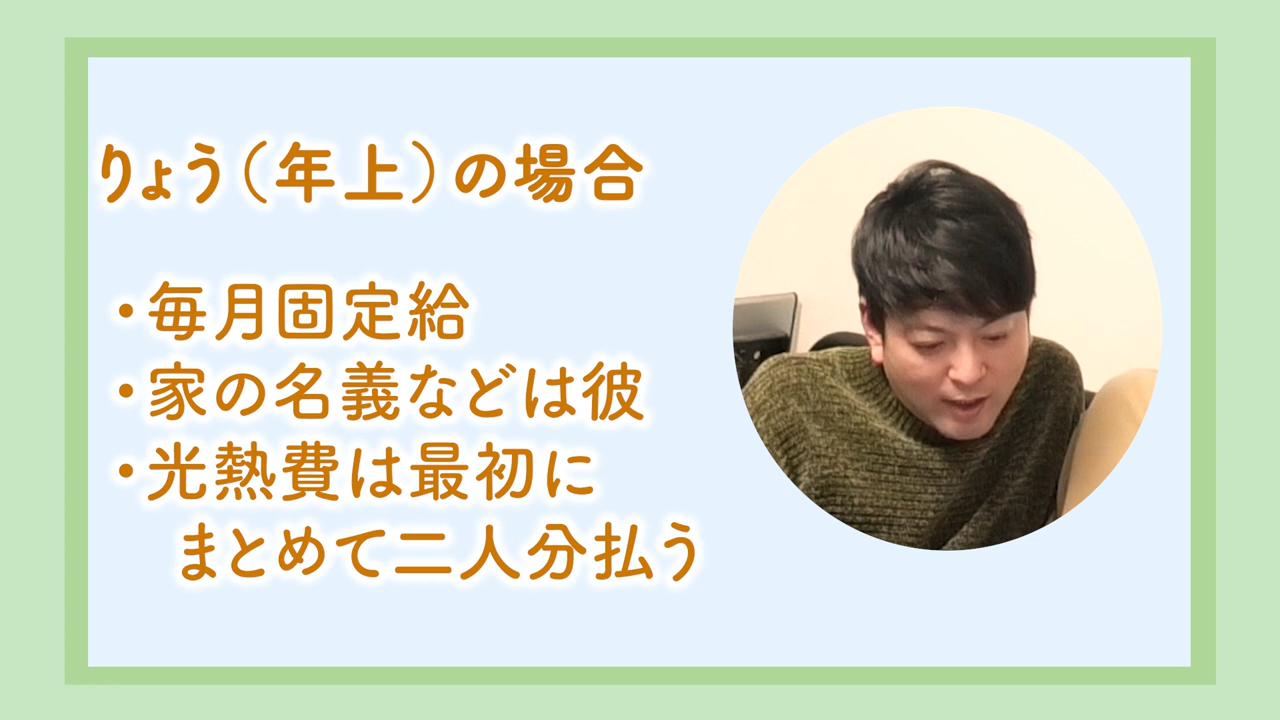 りょう（年上）の場合
・毎月固定給
・家の名義などは彼
・光熱費は最初に
まとめて二人分払う